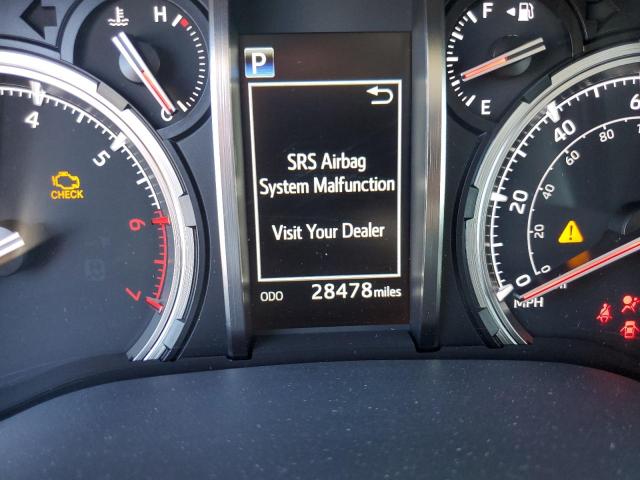 H
C
F
E
P
4
5
6
7
CHECK
SRS Airbag
System Malfunction
Visit Your Dealer
ODO 28478 miles
0
20
40
20
40
60
80
MPH